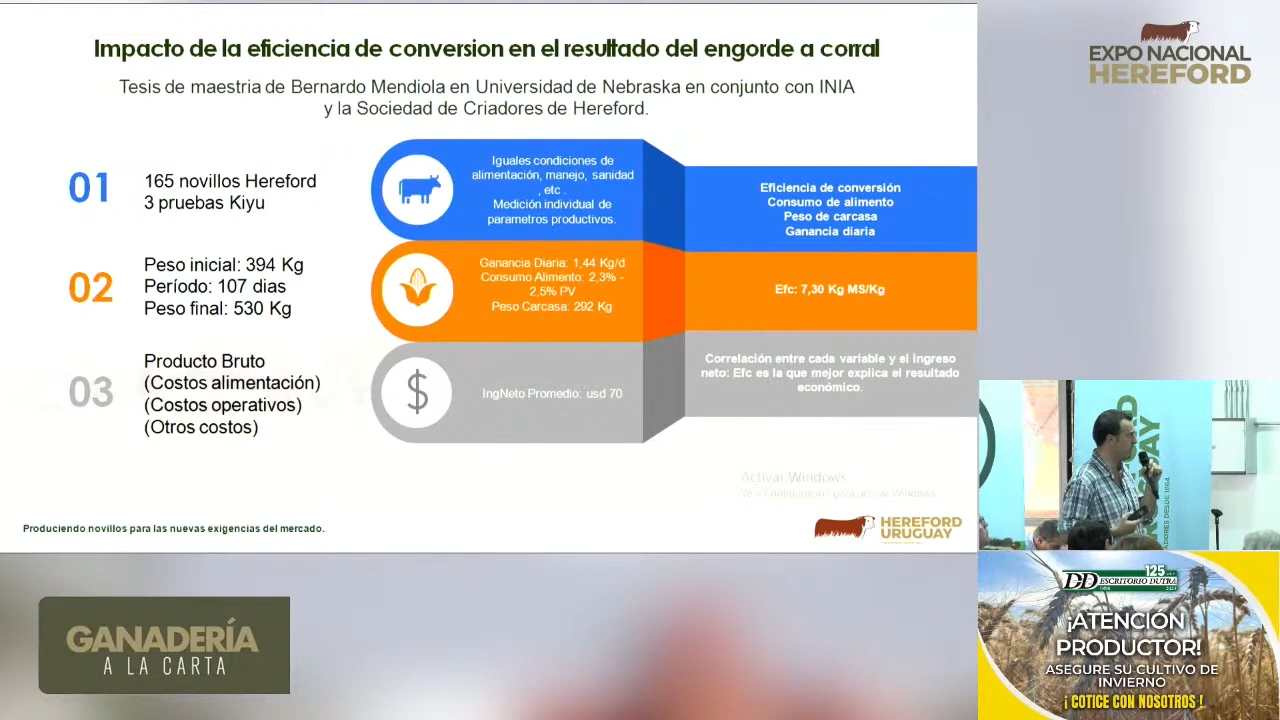 Impacto de la eficiencia de conversion en el resultado del engorde a corral
Tesis de maestria de Bernardo Mendiola en Universidad de Nebraska en conjunto con INIA
y la Sociedad de Criadores de Hereford.
01
165 novillos Hereford
3 pruebas Kiyu
Iguales condiciones de
alimentación, manejo, sanidad
, etc .
Medición individual de
parametros productivos.
Eficiencia de conversión
Consumo de alimento
Peso de carcasa
Ganancia diaria
02
Peso inicial: 394 Kg
Período: 107 dias
Peso final: 530 Kg
Ganancia Diaria: 1,44 Kg/d
Consumo Alimento: 2,3% -
2,5% PV
Peso Carcasa: 292 Kg
Efc: 7,30 Kg MS/Kg
03
Producto Bruto
(Costos alimentación)
(Costos operativos)
(Otros costos)
$
IngNeto Promedio: usd 70
Correlación entre cada variable y el ingreso
neto: Efc es la que mejor explica el resultado
económico.
Activar Windows
Ve a Configuración para activar Windows.
Produciendo novillos para las nuevas exigencias del mercado.
HEREFORD
URUGUAY
EXPO NACIONAL
HEREFORD
GANADERÍA
A LA CARTA
125
DD ESCRITORIO DUTRA
¡ATENCIÓN
PRODUCTOR!
ASEGURE SU CULTIVO DE
INVIERNO
¡ COTICE CON NOSOTROS !